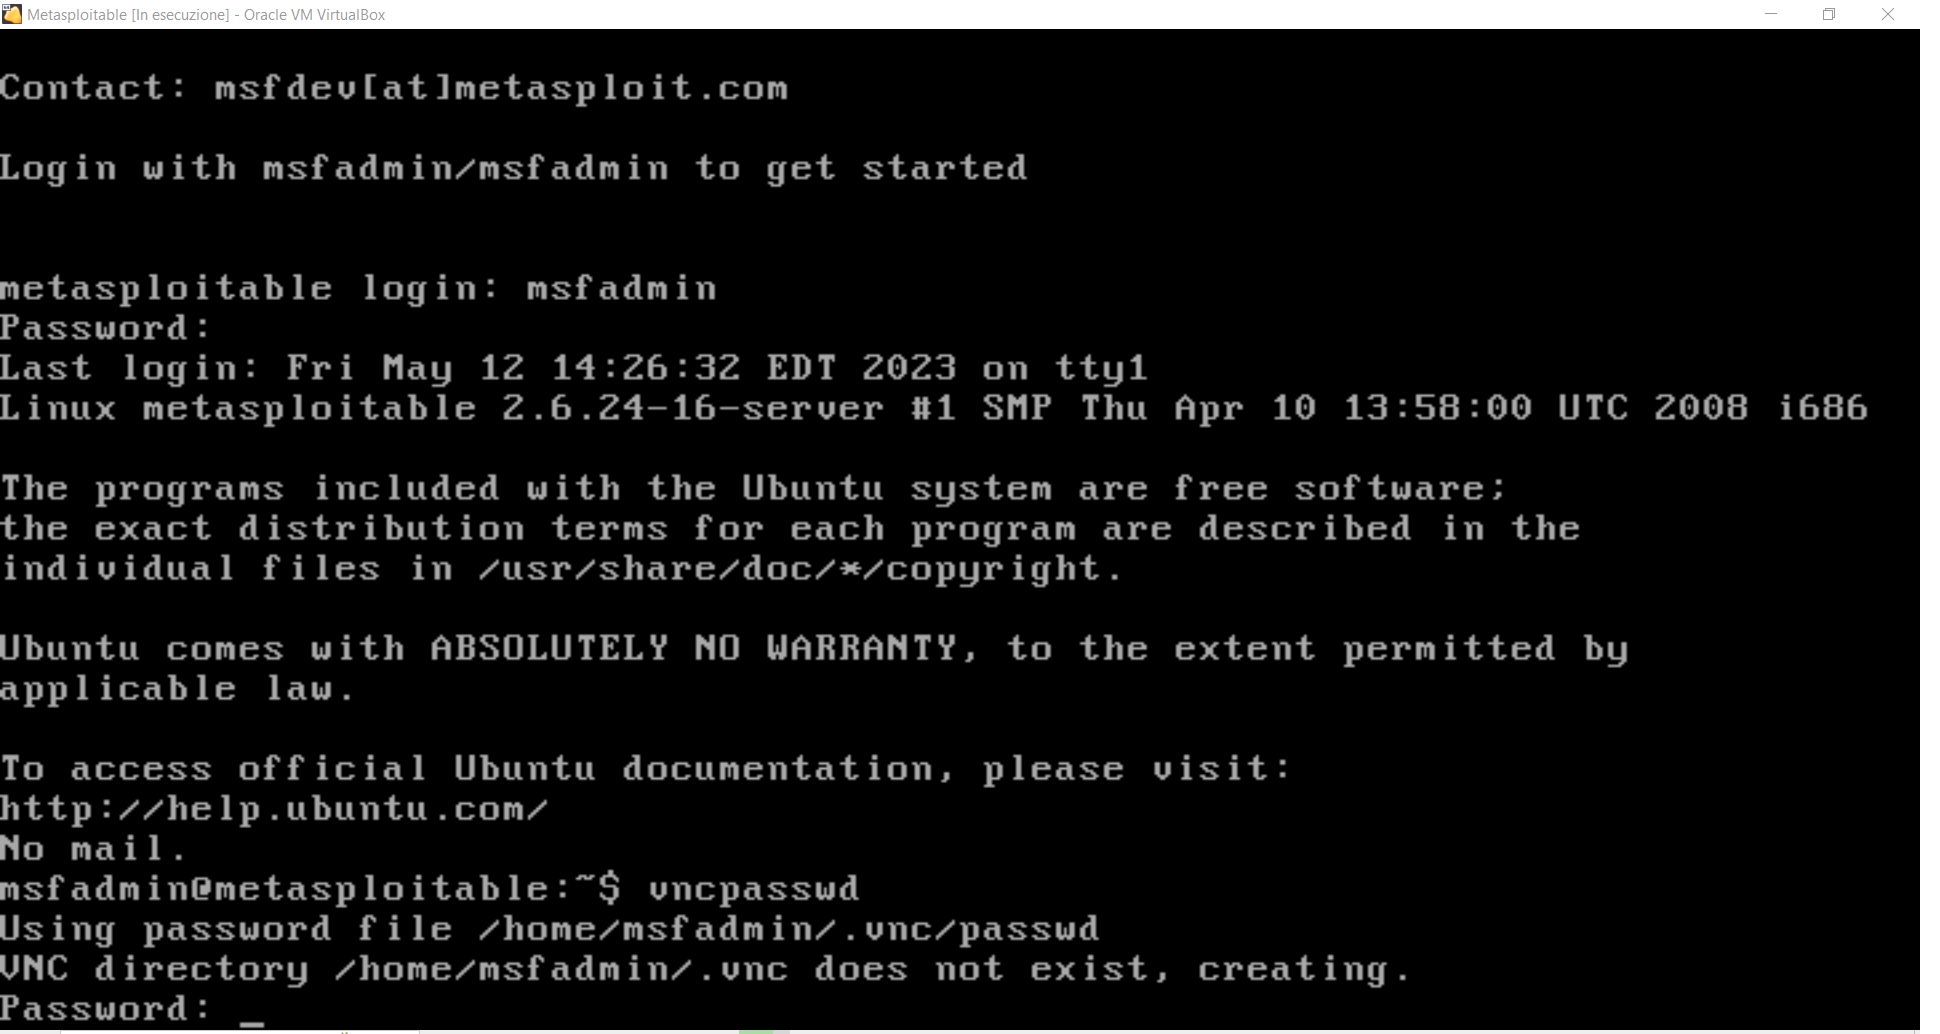 Metasploitable [In esecuzione] - Oracle VM VirtualBox
Contact: msfdev[at]metasploit.com
Login with msfadmin/msfadmin to get started
metasploitable login: msfadmin
Password:
Last login: Fri May 12 14:26:32 EDT 2023 on tty1
Linux metasploitable 2.6.24-16-server #1 SMP Thu Apr 10 13:58:00 UTC 2008 i686
The programs included with the Ubuntu system are free software;
the exact distribution terms for each program are described in the
individual files in /usr/share/doc/*/copyright.
Ubuntu comes with ABSOLUTELY NO WARRANTY, to the extent permitted by
applicable law.
To access official Ubuntu documentation, please visit:
http://help.ubuntu.com/
No mail.
msfadmin@metasploitable:~$ vncpasswd
Using password file /home/msfadmin/.vnc/passwd
VNC directory /home/msfadmin/.vnc does not exist, creating.
Password: _